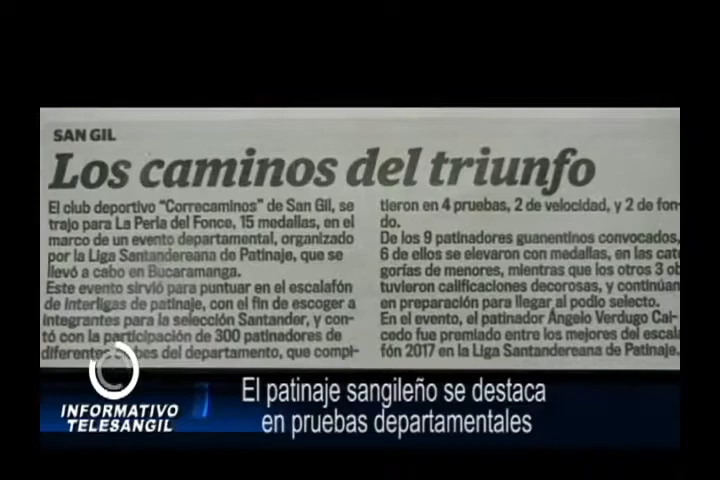 SAN GIL
Los caminos del triunfo
El club deportivo "Correcaminos" de San Gil, se
trajo para La Perla del Fonce, 15 medallas, en el
marco de un evento departamental, organizado
por la Liga Santandereana de Patinaje, que se
llevó a cabo en Bucaramanga.
Este evento sirvió para puntuar en el escalafón
de interligas de patinaje, con el fin de escoger a
integrantes para la selección Santander, y con-
tó con la participación de 300 patinadores de
diferentes del departamento, que compi-
tieron en 4 pruebas, 2 de velocidad, y 2 de fon-
do.
De los 9 patinadores guanentinos convocados,
6 de ellos se elevaron con medallas, en las cat
gorías de menores, mientras que los otros 3 ob
tuvieron calificaciones decorosas, y continúan
en preparación para llegar al podio selecto.
En el evento, el patinador Ángelo Verdugo Cai-
cedo fue premiado entre los mejores del escala
fón 2017 en la Liga Santandereana de Patinaje.
El patinaje sangileño se destaca
en pruebas departamentales
INFORMATIVO
TELESANGIL